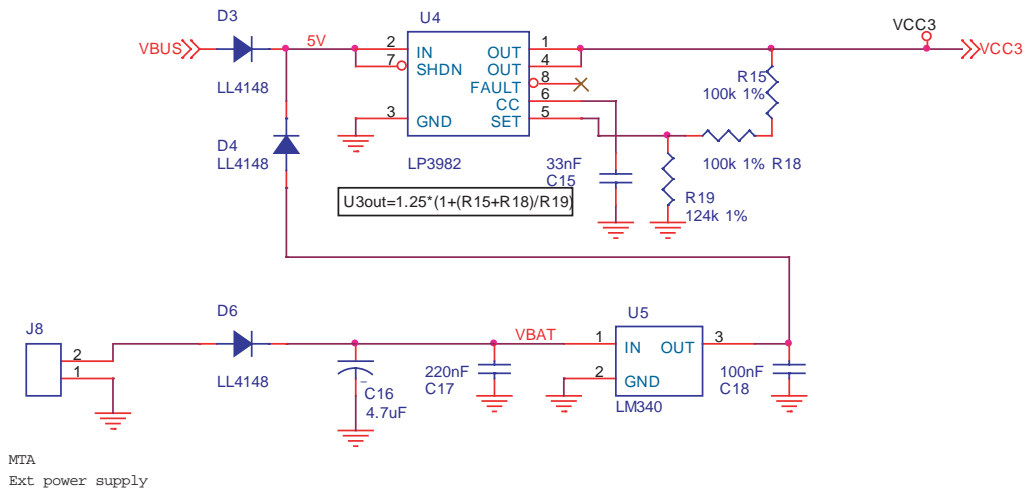 D3
U4
VCC3
VBUS
5V
2
IN
OUT
1
VCC3
7
SHDN
OUT
4
FAULT
8
R15
100k 1%
LL4148
CC
6
3
GND
SET
5
D4
LL4148
LP3982
33nF
C15
100k 1% R18
R19
124k 1%
U3out=1.25*(1+(R15+R18)/R19)
D6
U5
J8
VBAT
1
IN
OUT
3
2
1
LL4148
C16
4.7uF
220nF
C17
2
GND
100nF
C18
LM340
MTA
Ext power supply